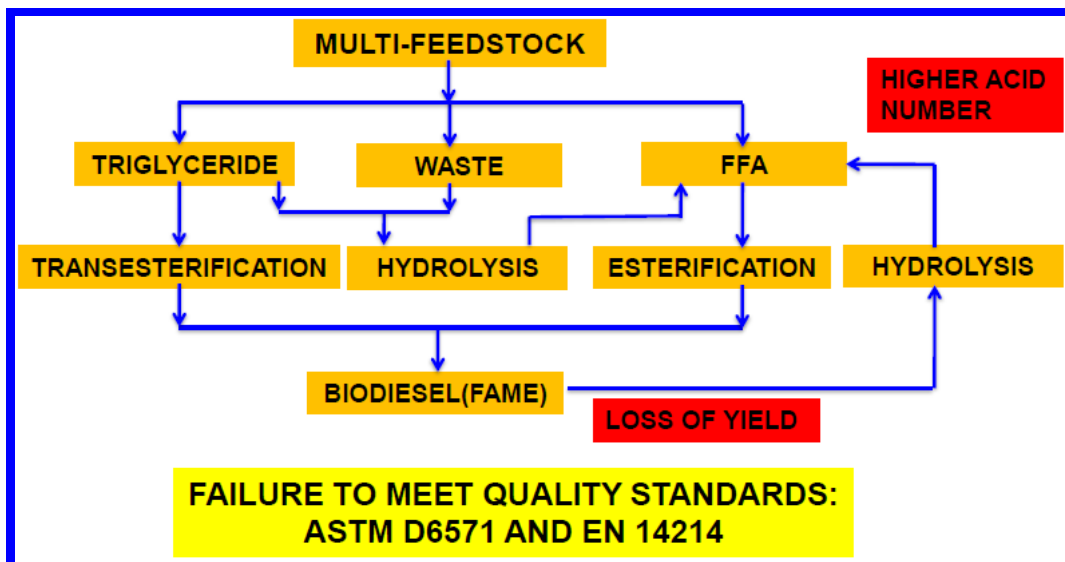 MULTI-FEEDSTOCK
HIGHER ACID
NUMBER
TRIGLYCERIDE
WASTE
FFA
TRANSESTERIFICATION
HYDROLYSIS
ESTERIFICATION
HYDROLYSIS
BIODIESEL(FAME)
LOSS OF YIELD
FAILURE TO MEET QUALITY STANDARDS:
ASTM D6571 AND EN 14214